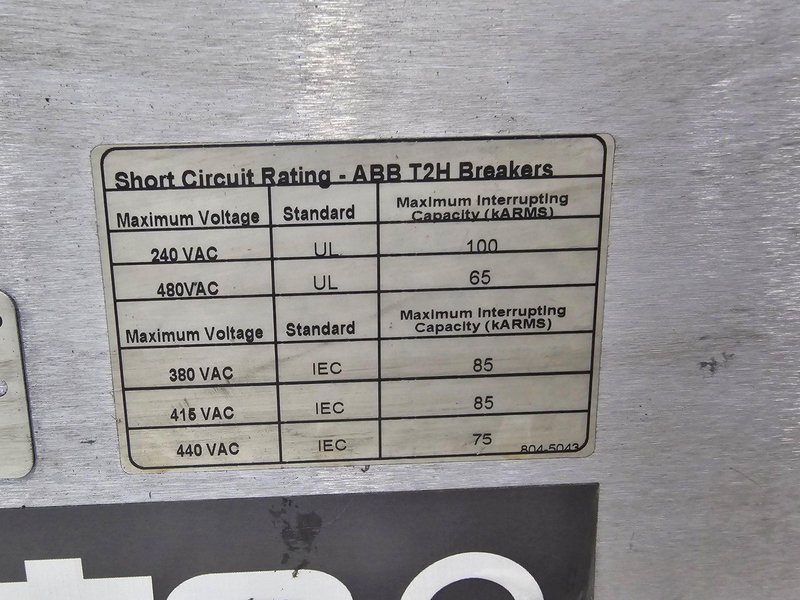 Short Circuit Rating - ABB T2H Breakers
Maximum Voltage Standard Maximum Interrupting Capacity (kARMS)
240 VAC UL 100
480VAC UL 65
Maximum Voltage Standard Maximum Interrupting Capacity (kARMS)
380 VAC IEC 85
415 VAC IEC 85
440 VAC IEC 75
804-5043